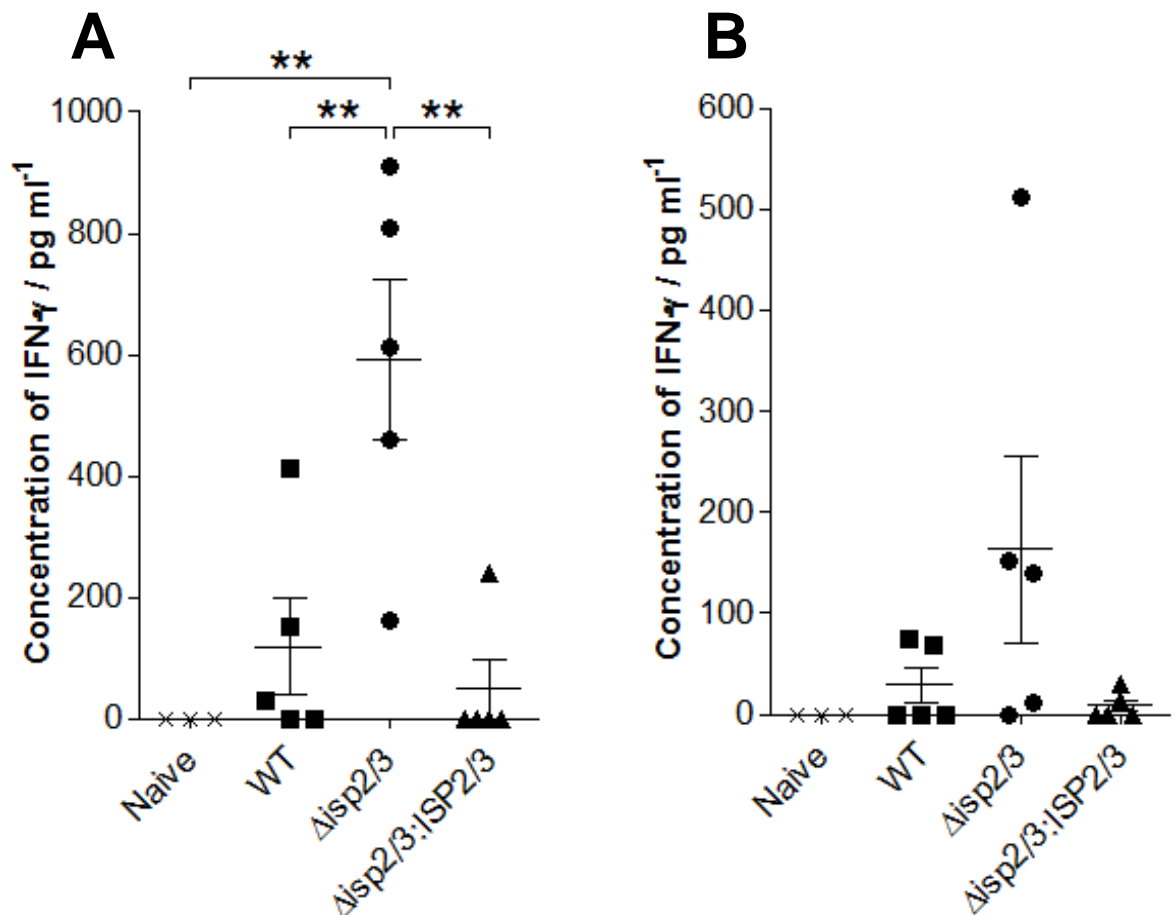 A
**
** **
Concentration of IFN-γ / pg ml-1
1000
800
600
400
200
0
Naive
WT
Δisp2/3
Δisp2/3:ISP2/3
B
Concentration of IFN-γ / pg ml-1
600
500
400
300
200
100
0
Naive
WT
Δisp2/3
Δisp2/3:ISP2/3